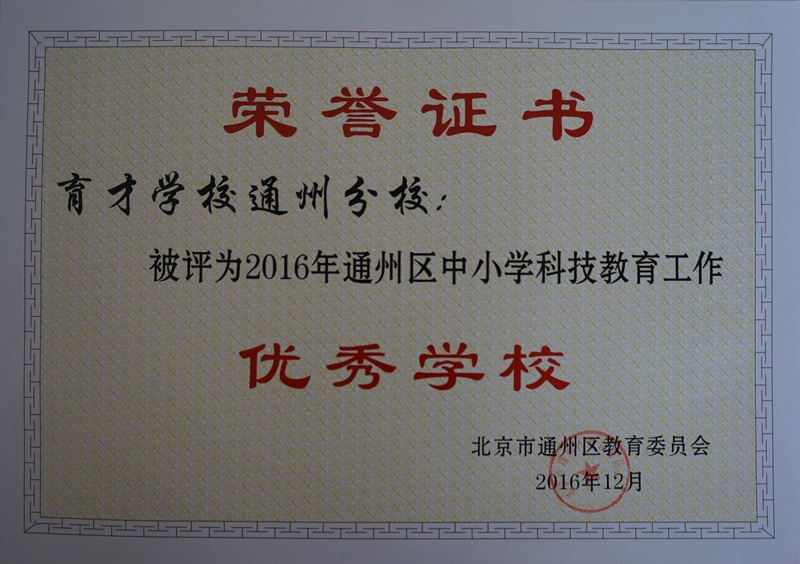 荣誉证书
育才学校通州分校：
被评为2016年通州区中小学科技教育工作
优秀学校
北京市通州区教育委员会
2016年12月